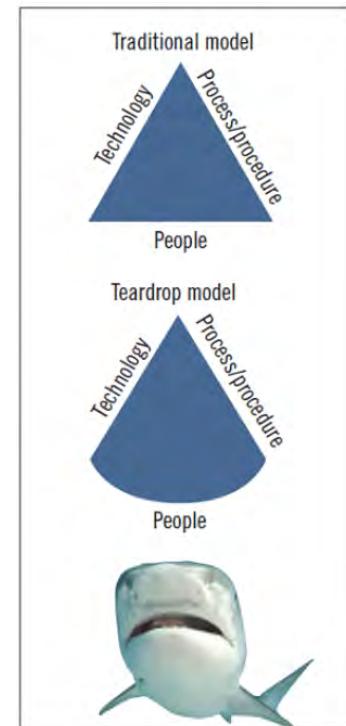 Traditional model
Technology
Process/procedure
People
Teardrop model
Technology
Process/procedure
People